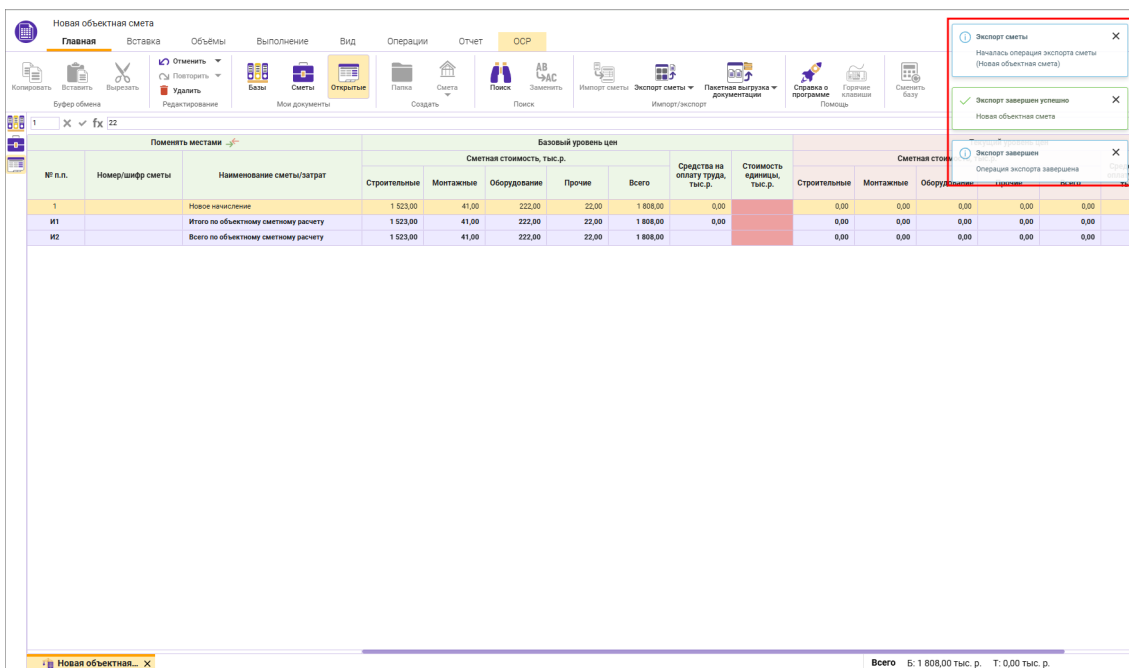 Новая объектная смета
Главная Вставка Объёмы Выполнение Вид Операции Отчет ОСР
Копировать Вставить Вырезать
Буфер обмена
Отменить
Повторить
Удалить
Редактирование
Базы Сметы Открытые
Мои документы
Папка Смета
Создать
Поиск Заменить
AB
AC
Поиск
Импорт сметы Экспорт сметы Пакетная выгрузка документации
Импорт/экспорт
Справка о программе Горячие клавиши
Помощь
Сменить базу
Экспорт сметы
Началась операция экспорта сметы
(Новая объектная смета)
Экспорт завершен успешно
Новая объектная смета
Экспорт завершен
Операция экспорта завершена
1 fx 22
Поменять местами Базовый уровень цен
№ п.п. Номер/шифр сметы Наименование сметы/затрат
Сметная стоимость, тыс.р.
Строительные Монтажные Оборудование Прочие Всего
Средства на оплату труда, тыс.р.
Стоимость единицы, тыс.р.
Строительные Монтажные Оборудование Прочие Всего
1 Новое начисление 1 523,00 41,00 222,00 22,00 1 808,00 0,00 0,00 0,00 0,00 0,00 0,00
И1 Итого по объектному сметному расчету 1 523,00 41,00 222,00 22,00 1 808,00 0,00 0,00 0,00 0,00 0,00 0,00
И2 Всего по объектному сметному расчету 1 523,00 41,00 222,00 22,00 1 808,00 0,00 0,00 0,00 0,00 0,00
Новая объектная...
Всего Б: 1 808,00 тыс. р. Т: 0,00 тыс. р.